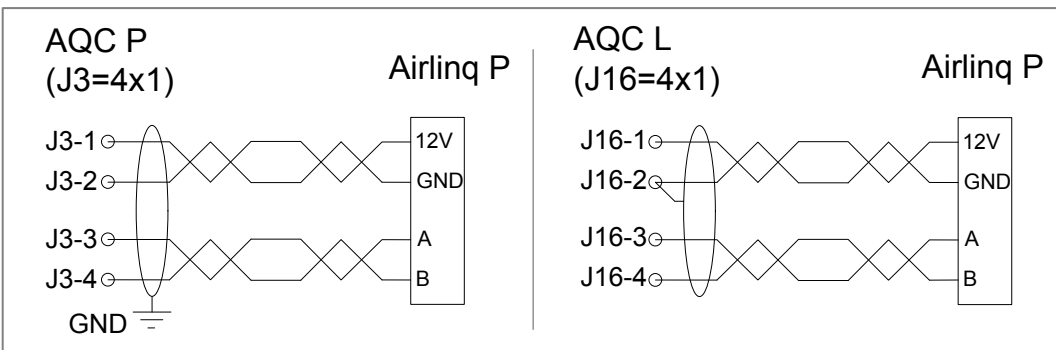 AQC P
(J3=4x1)
Airlinq P
J3-1
12V
J3-2
GND
J3-3
A
J3-4
B
GND
AQC L
(J16=4x1)
Airlinq P
J16-1
12V
J16-2
GND
J16-3
A
J16-4
B